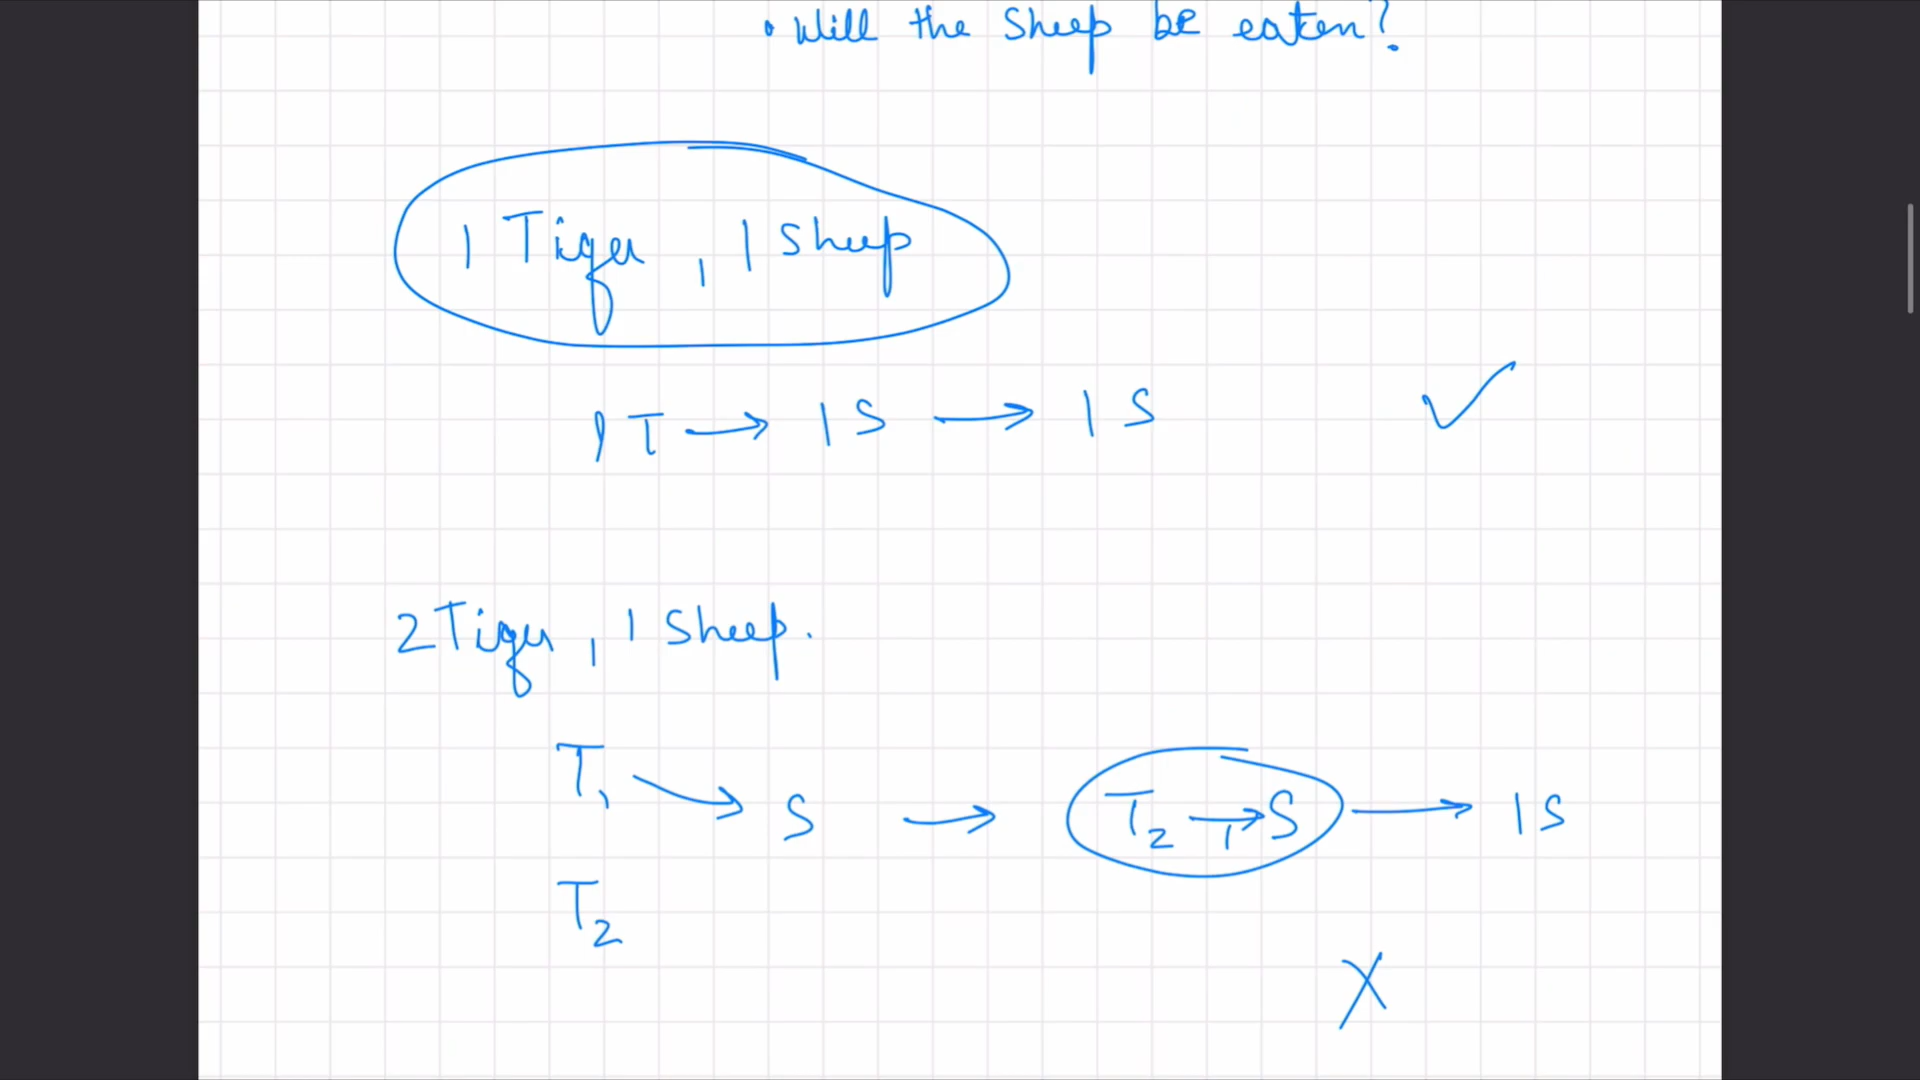 • Will the Sheep be eaten?
1 Tiger, 1 Sheep
1 T → 1 S → 1 S ✓
2 Tiger, 1 Sheep.
T₁ → S → T₂ → 1 S → 1 S
T₂
X